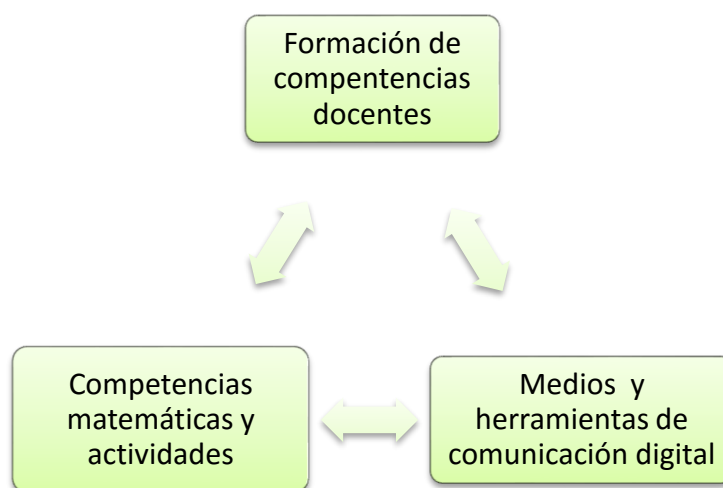 Formación de
compentencias
docentes
Competencias
matemáticas y
actividades
Medios y
herramientas de
comunicación digital